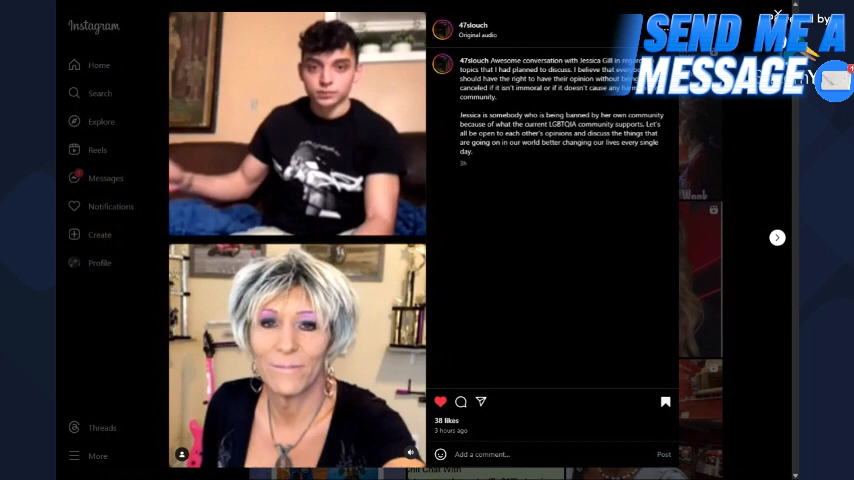 Instagram
Home
Search
Explore
Reels
Messages
Notifications
Create
Profile
Threads
More
47slouch
Original audio
47slouch Awesome conversation with Jessica Gill in
topics that I had planned to discuss. I believe that
should have the right to have their opinion without
canceled if it isn't immoral or if it doesn't cause any
community.
Jessica is somebody who is being banned by her own community
because of what the current LGBTQIA community supports. Let's
all be open to each other's opinions and discuss the things that
are going on in our world better changing our lives every single
day.
3h
38 likes
3 hours ago
Add a comment...
Post
SEND ME A
MESSAGE
by
Week
Chat With